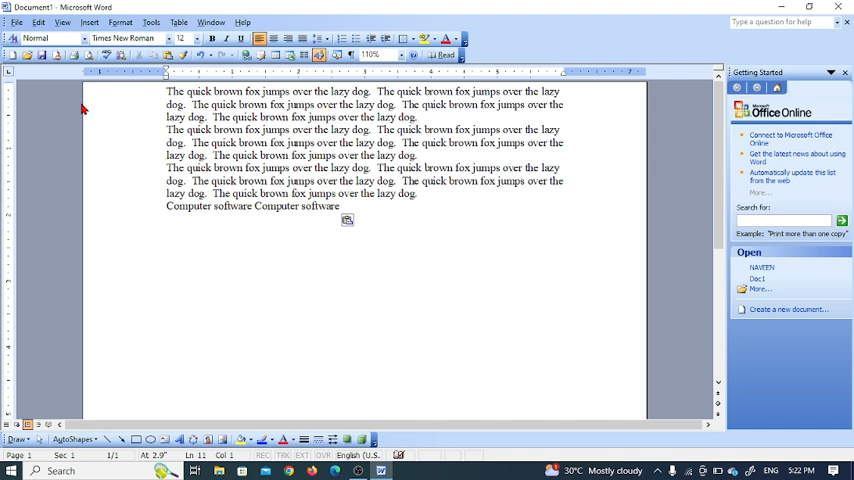 Document1 - Microsoft Word
File Edit View Insert Format Tools Table Window Help
Type a question for help
Normal Times New Roman 12 B I U
110% Read
Getting Started
Office Online
Connect to Microsoft Office Online
Get the latest news about using Word
Automatically update this list from the web
More...
Search for:
Example: "Print more than one copy"
Open
NAVEEN
Doc1
More...
Create a new document...
The quick brown fox jumps over the lazy dog. The quick brown fox jumps over the lazy
dog. The quick brown fox jumps over the lazy dog. The quick brown fox jumps over the
lazy dog. The quick brown fox jumps over the lazy dog.
The quick brown fox jumps over the lazy dog. The quick brown fox jumps over the lazy
dog. The quick brown fox jumps over the lazy dog. The quick brown fox jumps over the
lazy dog. The quick brown fox jumps over the lazy dog.
The quick brown fox jumps over the lazy dog. The quick brown fox jumps over the lazy
dog. The quick brown fox jumps over the lazy dog. The quick brown fox jumps over the
lazy dog. The quick brown fox jumps over the lazy dog.
Computer software Computer software
Draw AutoShapes
Page 1 Sec 1 1/1 At 2.9" Ln 11 Col 1 REC TRK EXT OVR English (U.S.
Search 30°C Mostly cloudy ENG 5:22 PM